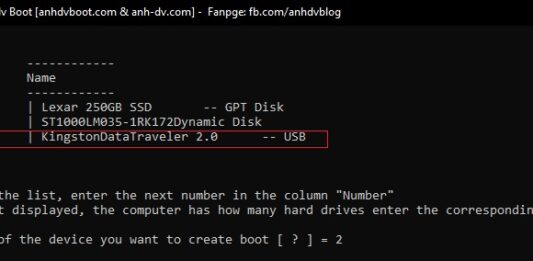 lv Boot [anhdvboot.com & anh-dv.com] - Fanpge: fb.com/anhdvblog
------------
Name
------------
| Lexar 250GB SSD -- GPT Disk
| ST1000LM035-1RK172Dynamic Disk
| KingstonDataTraveler 2.0 -- USB
the list, enter the next number in the column "Number"
t displayed, the computer has how many hard drives enter the correspondin
of the device you want to create boot [ ? ] = 2